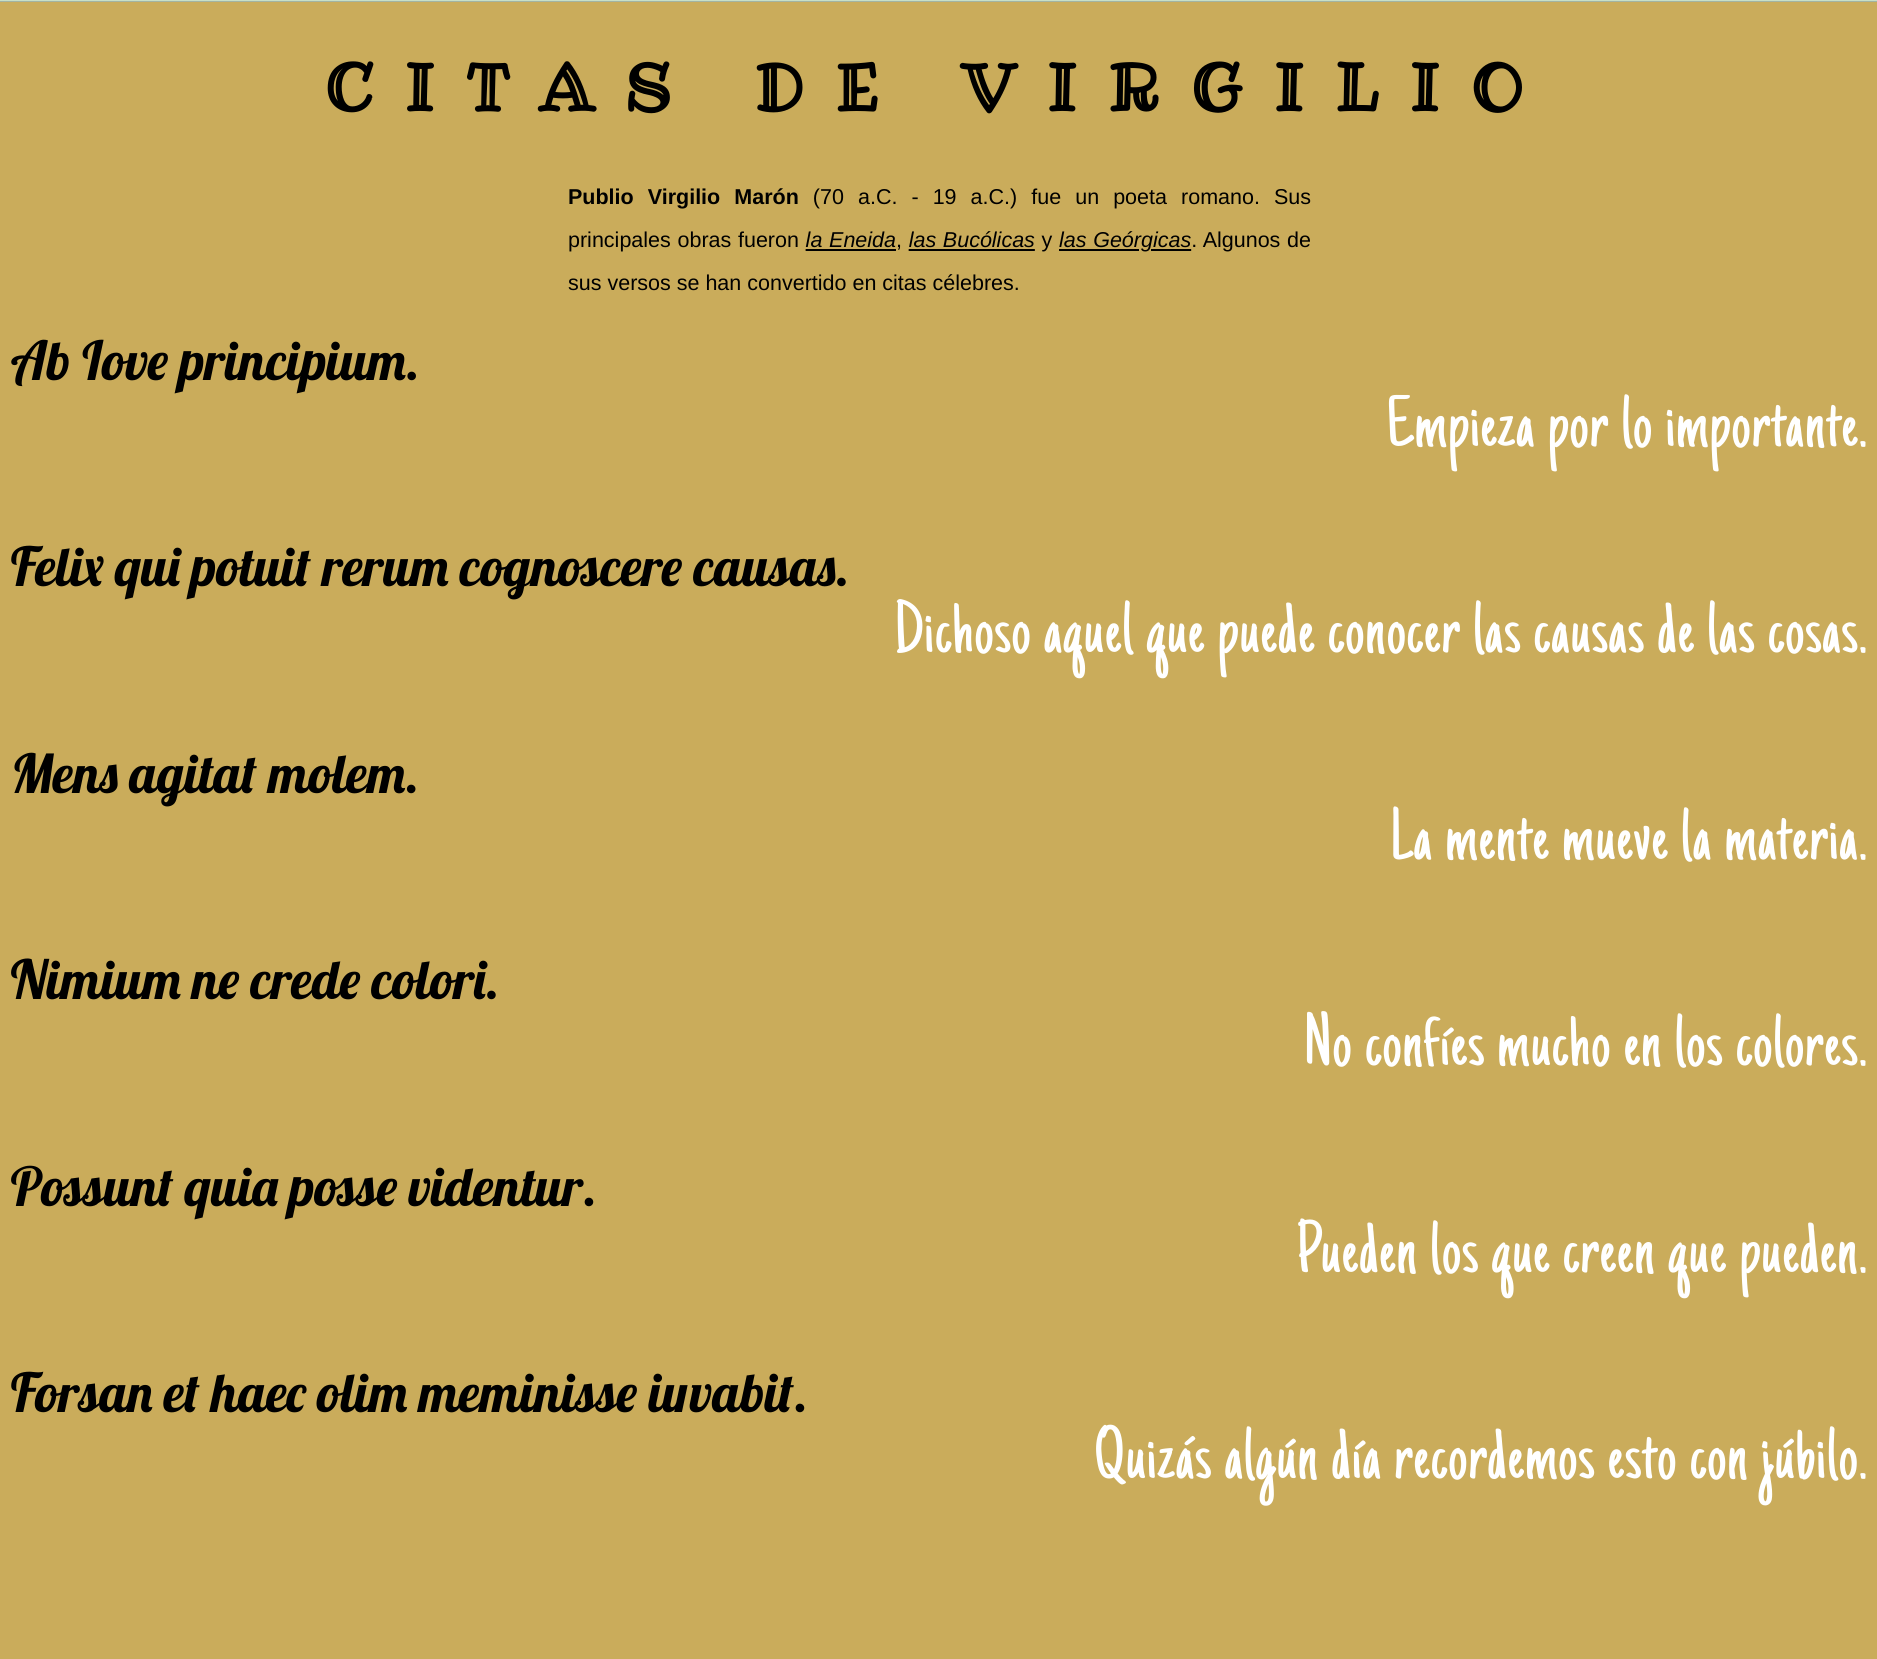 CITAS DE VIRGILIO
Publio Virgilio Marón (70 a.C. - 19 a.C.) fue un poeta romano. Sus
principales obras fueron la Eneida, las Bucólicas y las Geórgicas. Algunos de
sus versos se han convertido en citas célebres.
Ab Iove principium.
Empieza por lo importante.
Felix qui potuit rerum cognoscere causas.
Dichoso aquel que puede conocer las causas de las cosas.
Mens agitat molem.
La mente mueve la materia.
Nimium ne crede colori.
No confíes mucho en los colores.
Possunt quia posse videntur.
Pueden los que creen que pueden.
Forsan et haec olim meminisse iuvabit.
Quizás algún día recordemos esto con júbilo.